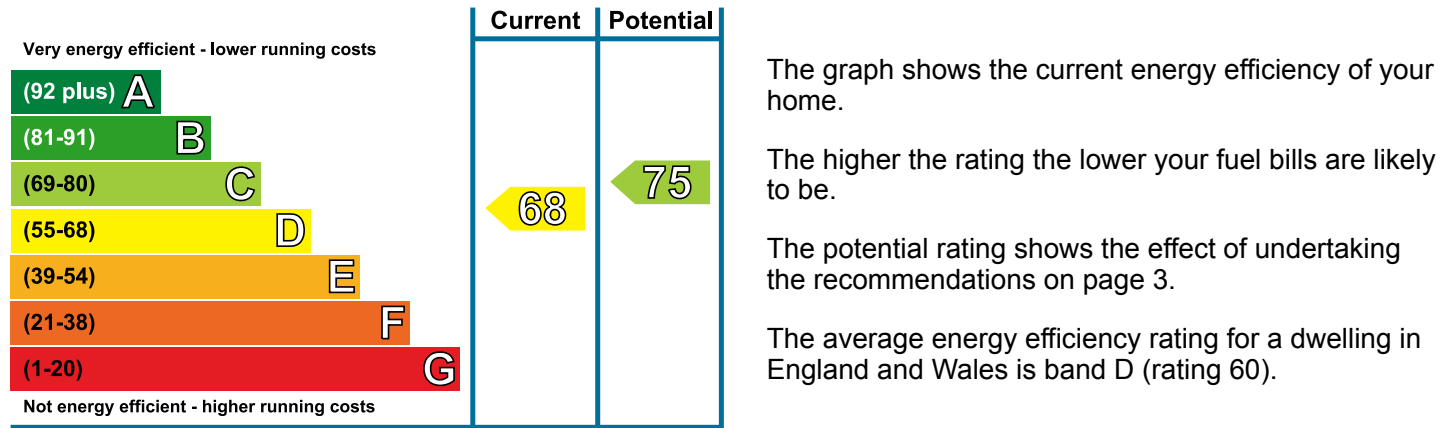 Current Potential
Very energy efficient - lower running costs
(92 plus) A
(81-91) B
(69-80) C
(55-68) D
(39-54) E
(21-38) F
(1-20) G
Not energy efficient - higher running costs
68
75
The graph shows the current energy efficiency of your
home.
The higher the rating the lower your fuel bills are likely
to be.
The potential rating shows the effect of undertaking
the recommendations on page 3.
The average energy efficiency rating for a dwelling in
England and Wales is band D (rating 60).